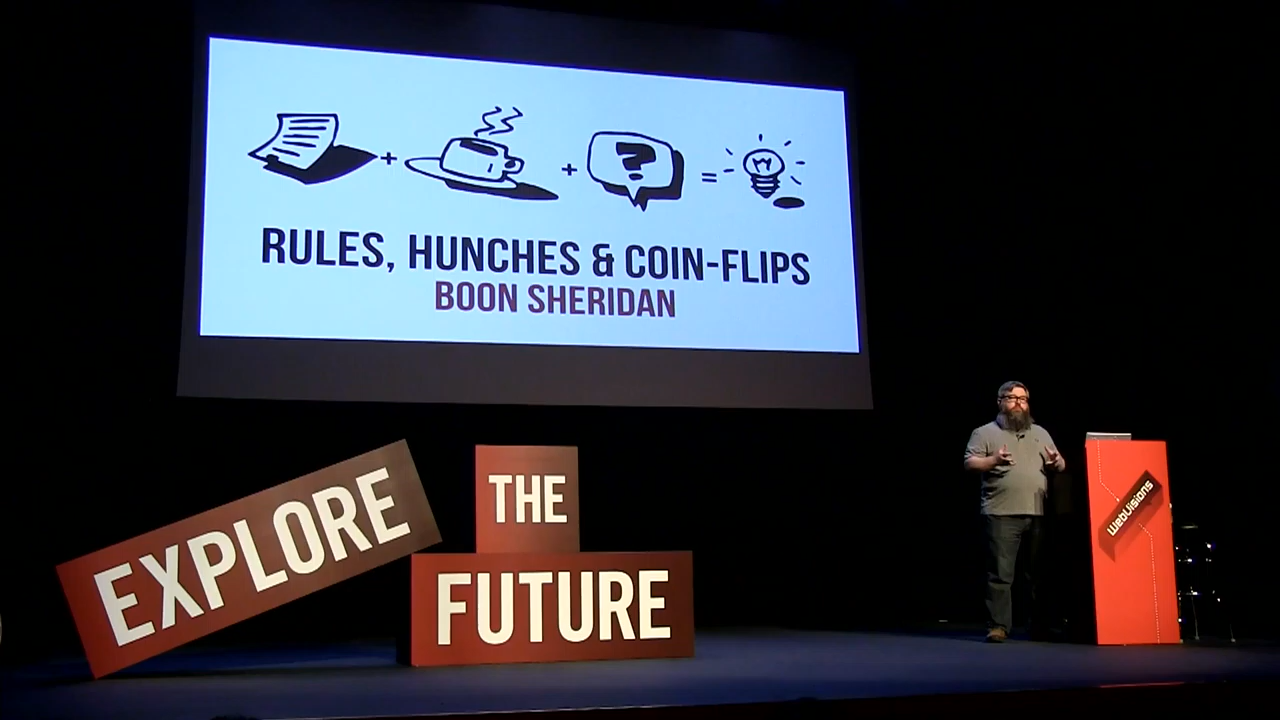 + + ? =
RULES, HUNCHES & COIN-FLIPS
BOON SHERIDAN
EXPLORE
THE
FUTURE
WebVisions